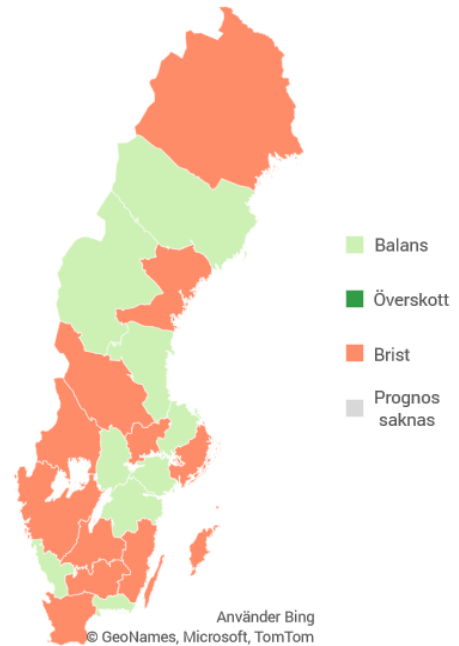 Balans
Överskott
Brist
Prognos
saknas
Använder Bing
© GeoNames, Microsoft, TomTom